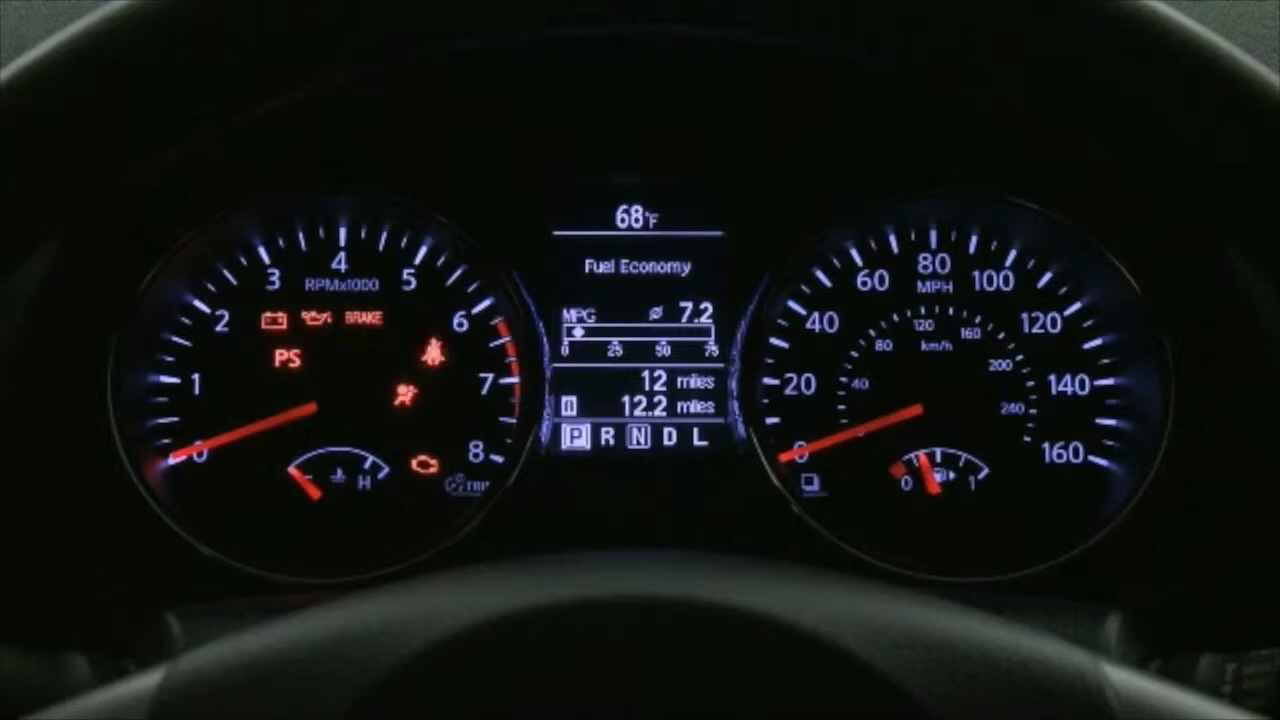 68°F
Fuel Economy
MPG ⌀ 7.2
0 25 50 75
12 miles
12.2 miles
P R N D L
0 1 2 3 4 5 6 7 8
RPMx1000
BRAKE
PS
H
TRIP
0 20 40 60 80 100 120 140 160
MPH
40 80 120 160 200 240
km/h
0 1